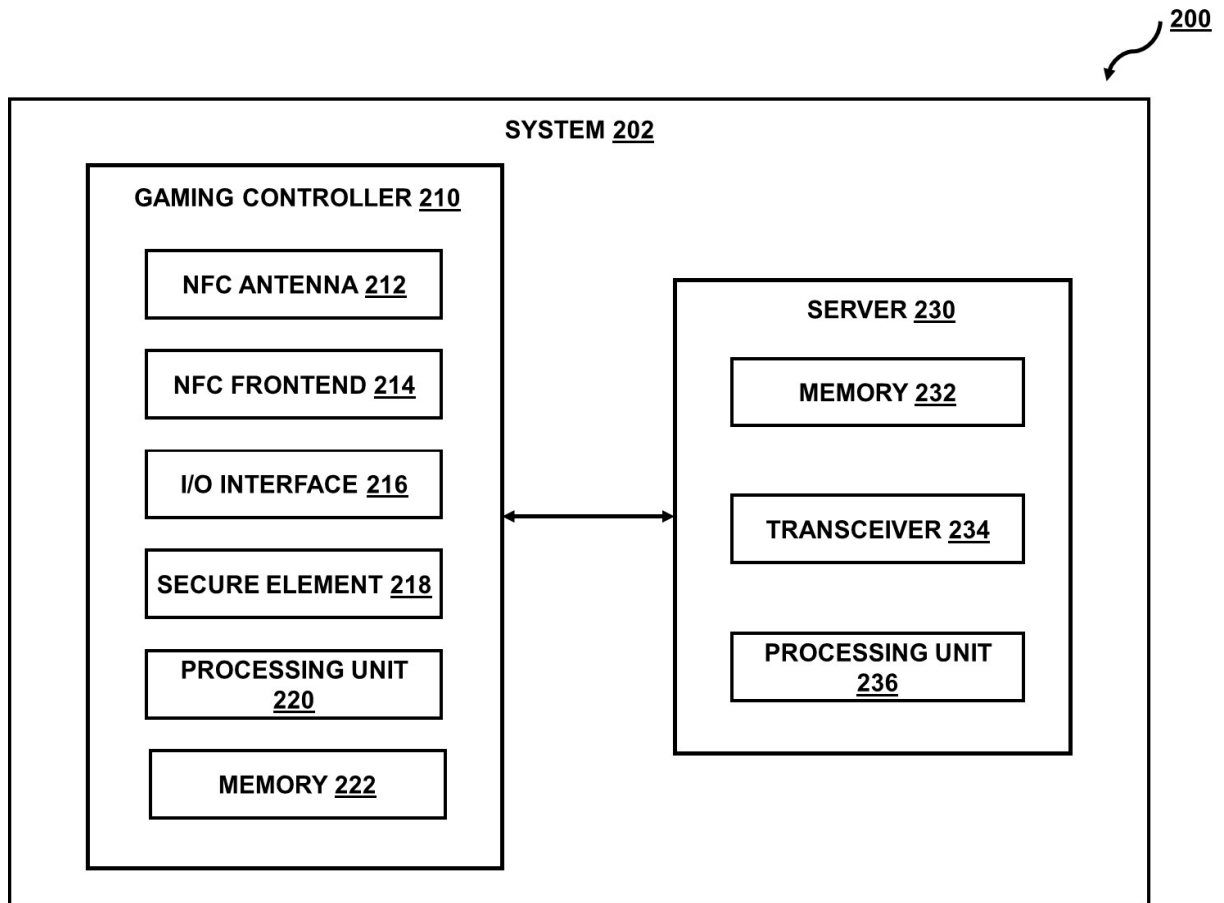 200
SYSTEM 202
GAMING CONTROLLER 210
NFC ANTENNA 212
NFC FRONTEND 214
I/O INTERFACE 216
SECURE ELEMENT 218
PROCESSING UNIT
220
MEMORY 222
SERVER 230
MEMORY 232
TRANSCEIVER 234
PROCESSING UNIT
236